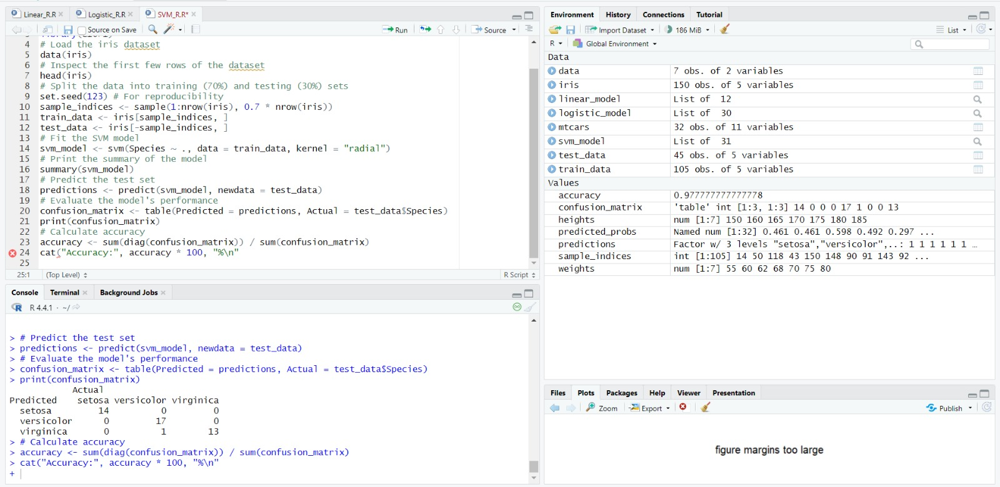 Linear_R.R
Logistic_R.R
SVM_R.R*
Source on Save
Run
Source
4 # Load the iris dataset
5 data(iris)
6 # Inspect the first few rows of the dataset
7 head(iris)
8 # Split the data into training (70%) and testing (30%) sets
9 set.seed(123) # For reproducibility
10 sample_indices <- sample(1:nrow(iris), 0.7 * nrow(iris))
11 train_data <- iris[sample_indices, ]
12 test_data <- iris[-sample_indices, ]
13 # Fit the SVM model
14 svm_model <- svm(Species ~ ., data = train_data, kernel = "radial")
15 # Print the summary of the model
16 summary(svm_model)
17 # Predict the test set
18 predictions <- predict(svm_model, newdata = test_data)
19 # Evaluate the model's performance
20 confusion_matrix <- table(Predicted = predictions, Actual = test_data$Species)
21 print(confusion_matrix)
22 # Calculate accuracy
23 accuracy <- sum(diag(confusion_matrix)) / sum(confusion_matrix)
24 cat("Accuracy:", accuracy * 100, "%\n"
25
25:1 (Top Level) R Script
Console Terminal Background Jobs
R 4.4.1 · ~/
> # Predict the test set
> predictions <- predict(svm_model, newdata = test_data)
> # Evaluate the model's performance
> confusion_matrix <- table(Predicted = predictions, Actual = test_data$Species)
> print(confusion_matrix)
Actual
Predicted setosa versicolor virginica
setosa 14 0 0
versicolor 0 17 0
virginica 0 1 13
> # Calculate accuracy
> accuracy <- sum(diag(confusion_matrix)) / sum(confusion_matrix)
> cat("Accuracy:", accuracy * 100, "%\n"
+
Environment History Connections Tutorial
Import Dataset 186 MiB List
R Global Environment
Data
data 7 obs. of 2 variables
iris 150 obs. of 5 variables
linear_model List of 12
logistic_model List of 30
mtcars 32 obs. of 11 variables
svm_model List of 31
test_data 45 obs. of 5 variables
train_data 105 obs. of 5 variables
Values
accuracy 0.977777777777778
confusion_matrix 'table' int [1:3, 1:3] 14 0 0 0 17 1 0 0 13
heights num [1:7] 150 160 165 170 175 180 185
predicted_probs Named num [1:32] 0.461 0.461 0.598 0.492 0.297 ...
predictions Factor w/ 3 levels "setosa","versicolor",..: 1 1 1 1 1 1 ...
sample_indices int [1:105] 14 50 118 43 150 148 90 91 143 92 ...
weights num [1:7] 55 60 62 68 70 75 80
Files Plots Packages Help Viewer Presentation
Zoom Export Publish
figure margins too large